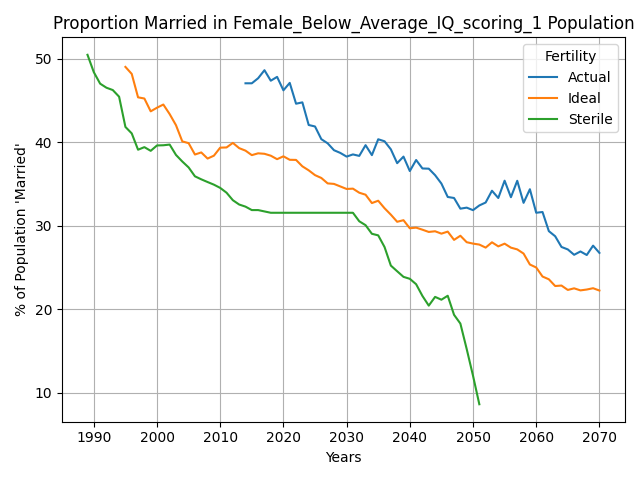 Proportion Married in Female_Below_Average_IQ_scoring_1 Population
Fertility
Actual
Ideal
Sterile
% of Population 'Married'
50
40
30
20
10
1990 2000 2010 2020 2030 2040 2050 2060 2070
Years